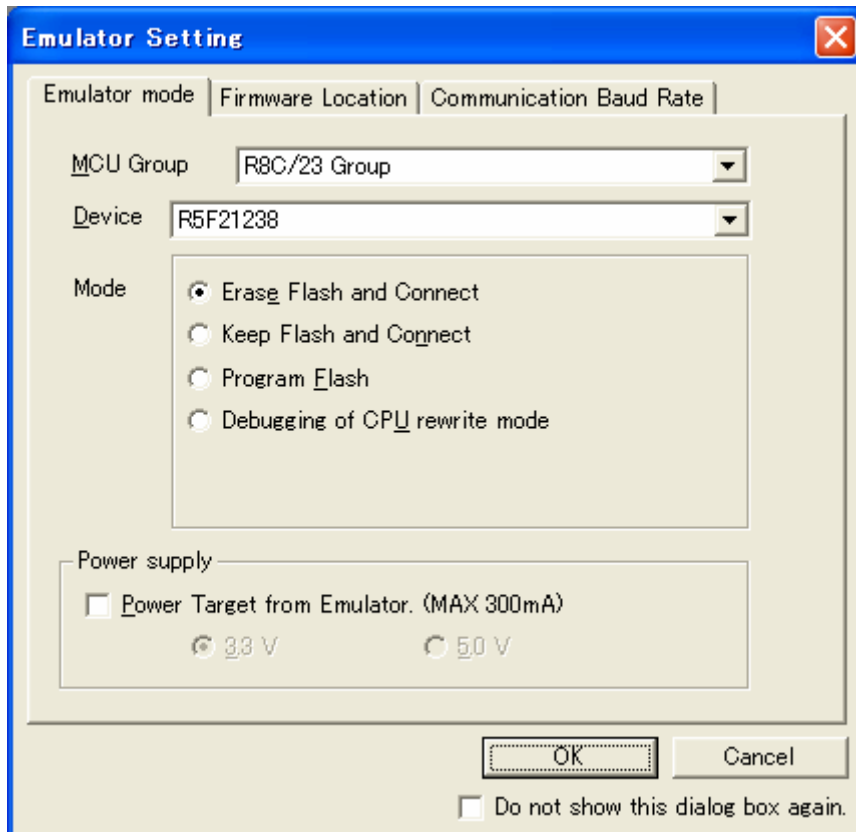 Emulator Setting
Emulator mode Firmware Location Communication Baud Rate
MCU Group R8C/23 Group
Device R5F21238
Mode
Erase Flash and Connect
Keep Flash and Connect
Program Flash
Debugging of CPU rewrite mode
Power supply
Power Target from Emulator. (MAX 300mA)
3.3 V 5.0 V
OK Cancel
Do not show this dialog box again.